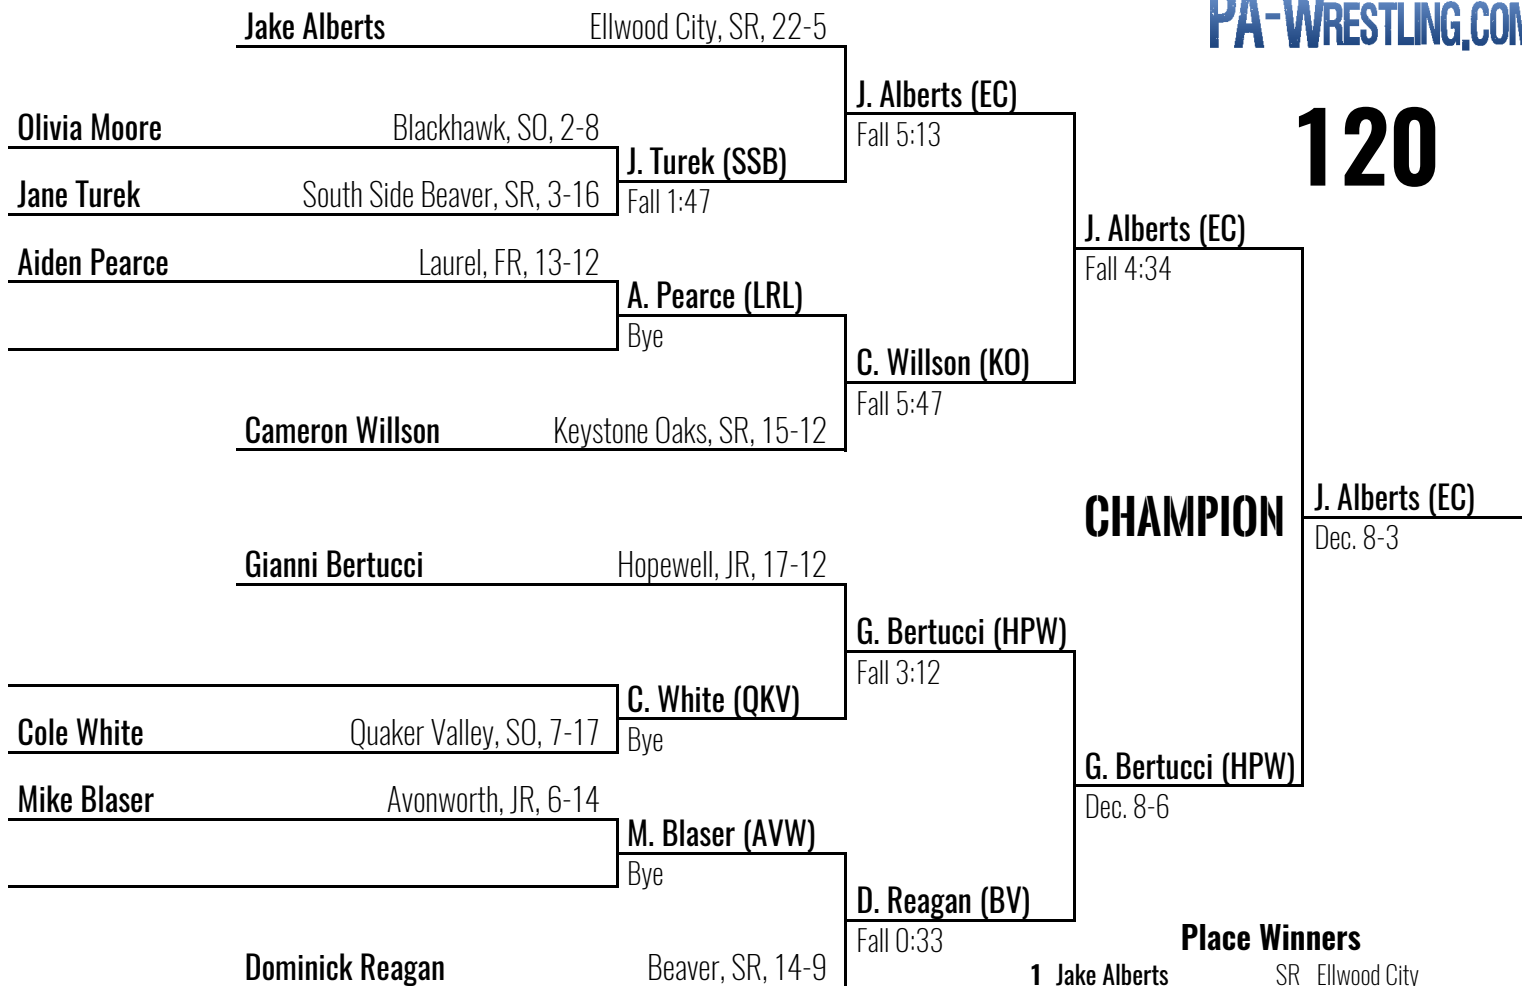 PA-WRESTLING.COM
120
Jake Alberts Ellwood City, SR, 22-5
J. Alberts (EC)
Fall 5:13
Olivia Moore Blackhawk, SO, 2-8
J. Turek (SSB)
Fall 1:47
Jane Turek South Side Beaver, SR, 3-16
J. Alberts (EC)
Fall 4:34
Aiden Pearce Laurel, FR, 13-12
A. Pearce (LRL)
Bye
C. Willson (KO)
Fall 5:47
Cameron Willson Keystone Oaks, SR, 15-12
CHAMPION
J. Alberts (EC)
Dec. 8-3
Gianni Bertucci Hopewell, JR, 17-12
G. Bertucci (HPW)
Fall 3:12
C. White (QKV)
Bye
Cole White Quaker Valley, SO, 7-17
G. Bertucci (HPW)
Dec. 8-6
Mike Blaser Avonworth, JR, 6-14
M. Blaser (AVW)
Bye
D. Reagan (BV)
Fall 0:33
Dominick Reagan Beaver, SR, 14-9
Place Winners
1 Jake Alberts SR Ellwood City